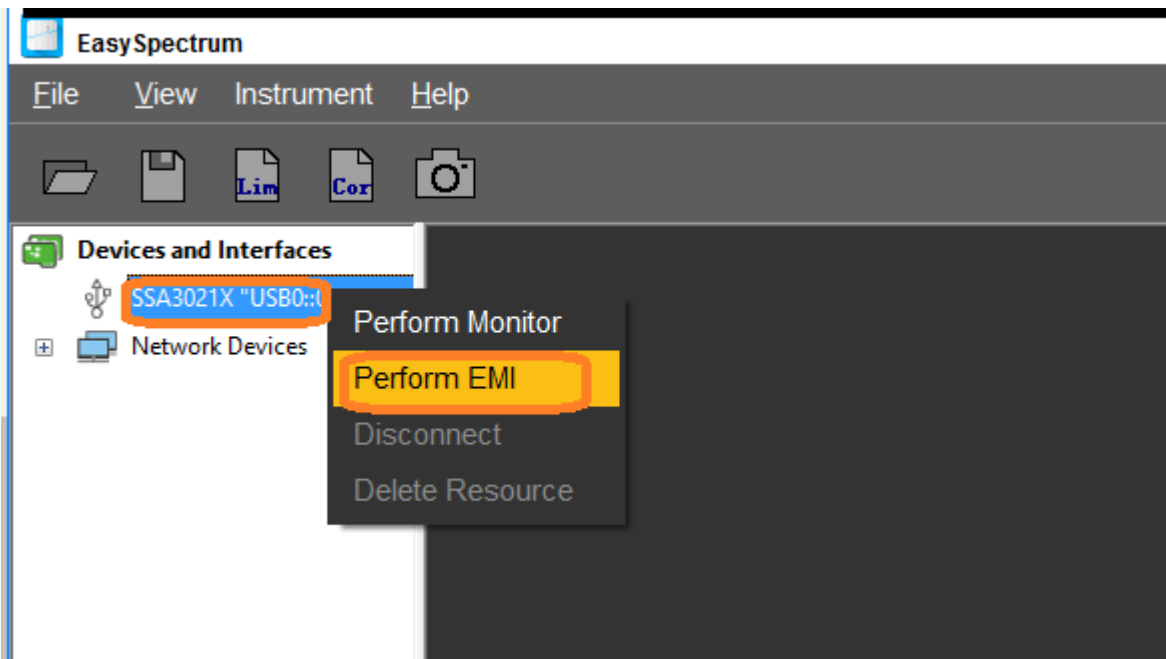 EasySpectrum
File View Instrument Help
Lim Cor
Devices and Interfaces
SSA3021X "USB0::
Network Devices
Perform Monitor
Perform EMI
Disconnect
Delete Resource